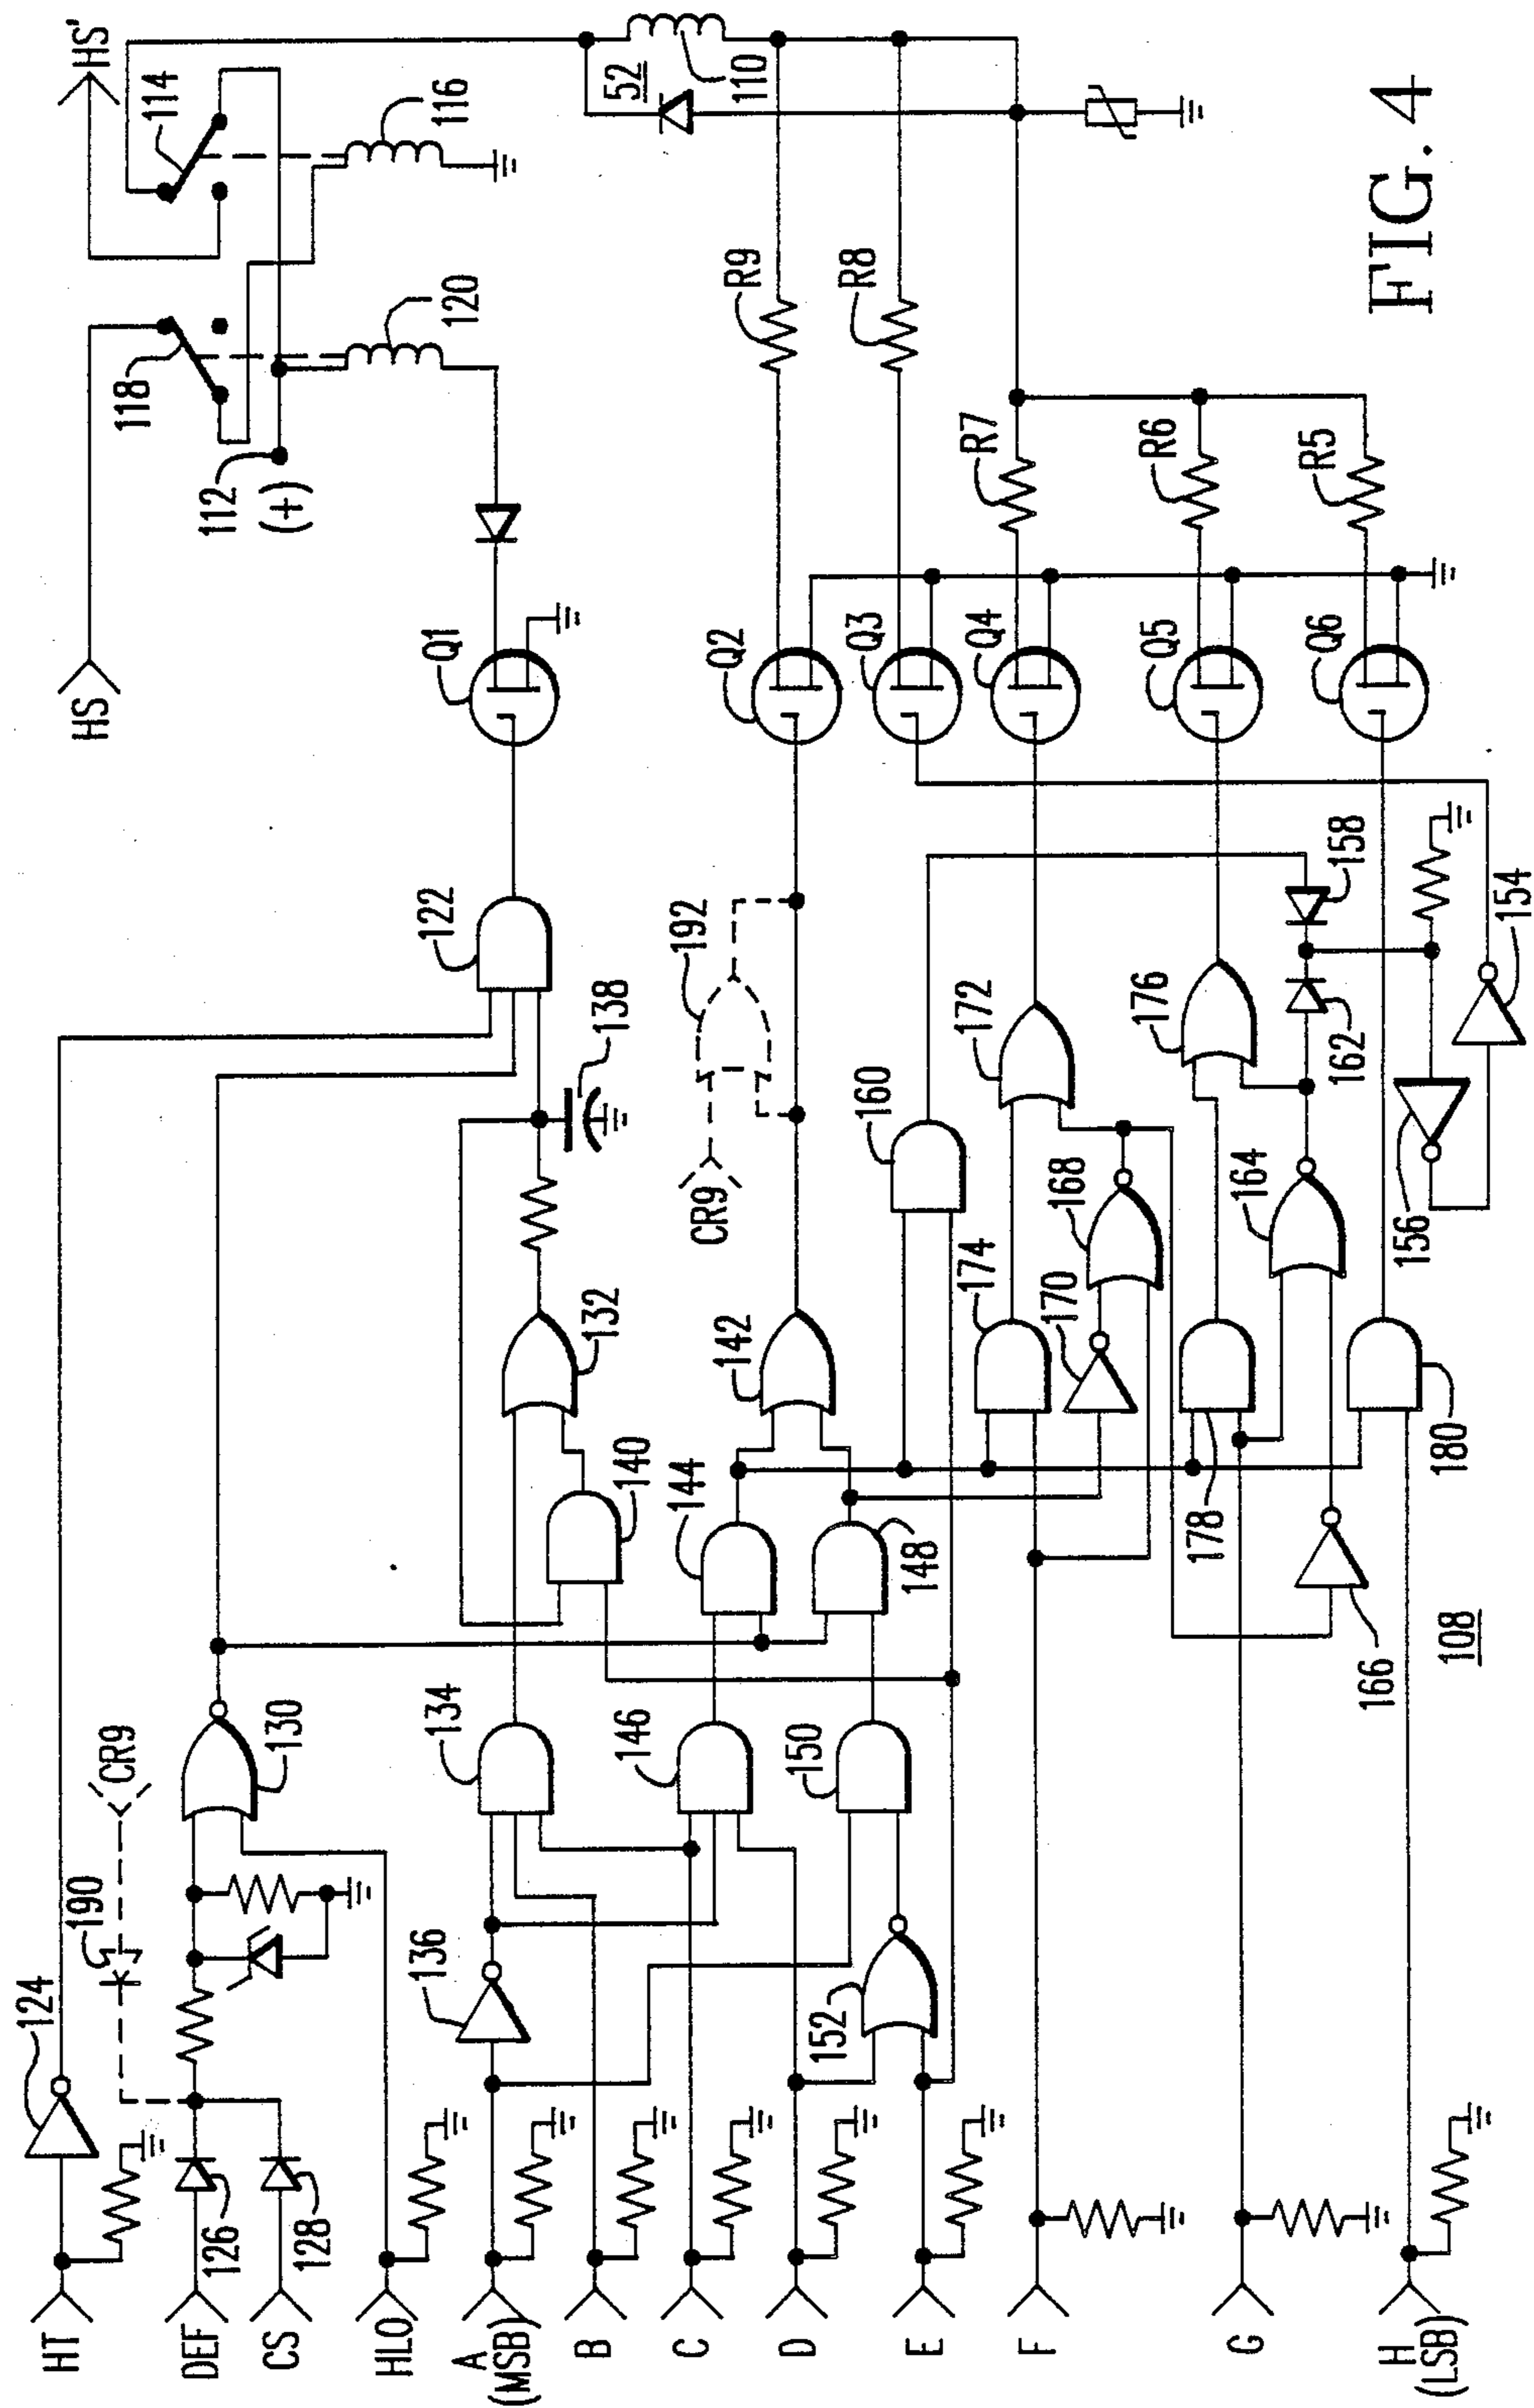 HS'
114
116
HS
118
120
112
(+)
52
110
R9
R8
R7
R6
R5
Q1
Q2
Q3
Q4
Q5
Q6
FIG. 4
122
138
192
CR9
160
172
176
158
162
154
156
132
142
140
144
148
174
170
168
164
178
180
166
108
190
CR9
130
134
146
150
124
136
152
126
128
HT
DEF
CS
HLO
A
(MSB)
B
C
D
E
F
G
H
(LSB)